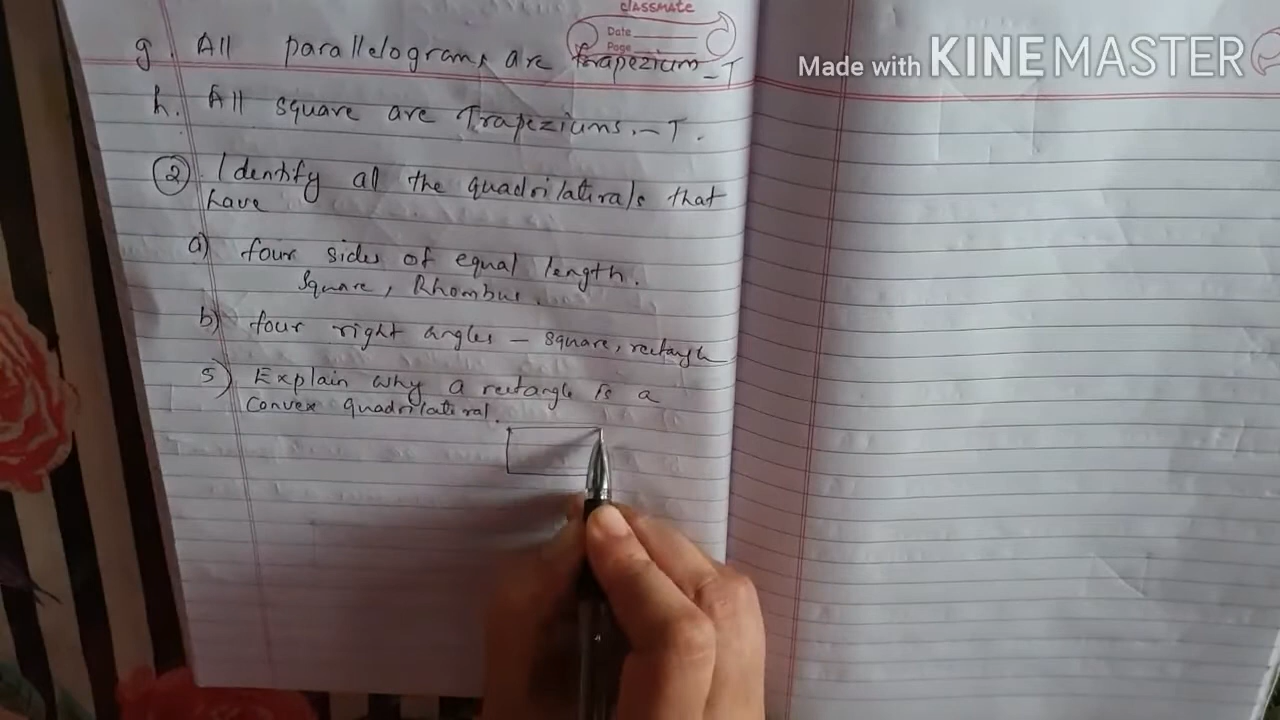 classmate
Date
Page
Made with KINEMASTER
g. All parallelograms are trapezium - T
h. All square are Trapeziums. - T.
② Identify all the quadrilaterals that
have
a) four sides of equal length.
Square, Rhombus.
b) four right angles - square, rectangle
5) Explain why a rectangle is a
convex quadrilateral.